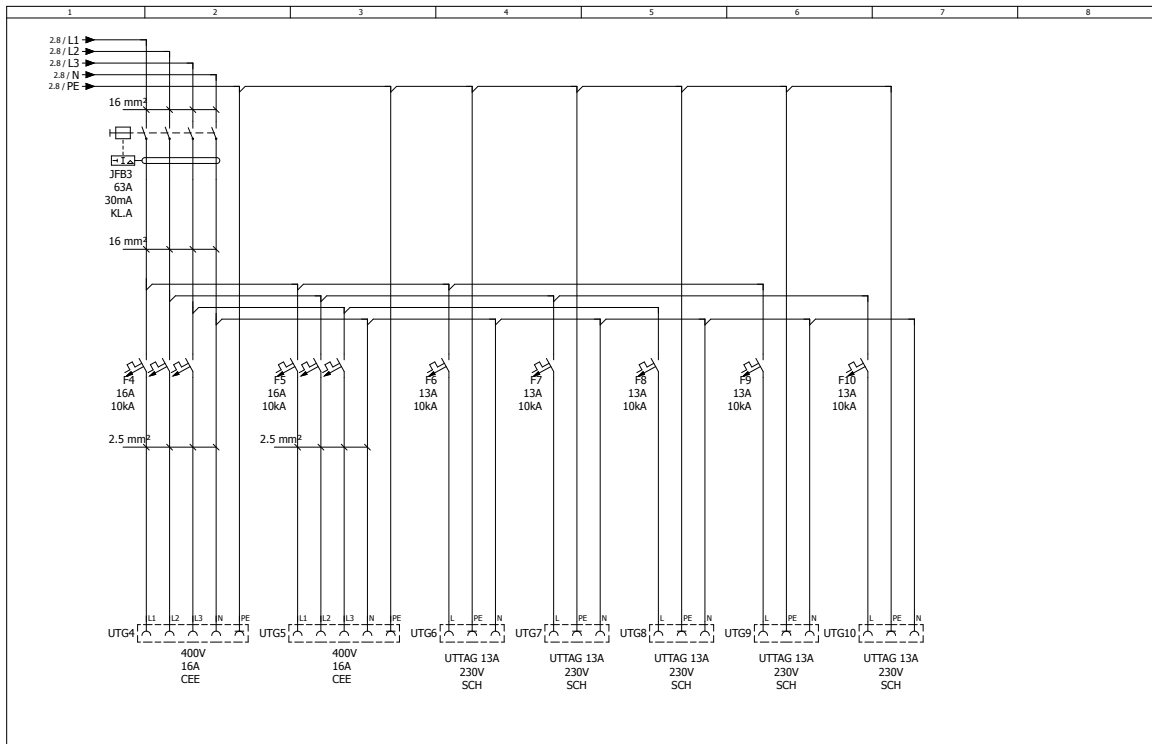 1 2 3 4 5 6 7 8
2.8 / L1
2.8 / L2
2.8 / L3
2.8 / N
2.8 / PE
16 mm²
JFB3
63A
30mA
KL.A
16 mm²
F4
16A
10kA
F5
16A
10kA
F6
13A
10kA
F7
13A
10kA
F8
13A
10kA
F9
13A
10kA
F10
13A
10kA
2.5 mm²
2.5 mm²
UTG4 L1 L2 L3 N PE
400V
16A
CEE
UTG5 L1 L2 L3 N PE
400V
16A
CEE
UTG6 L PE N
UTTAG 13A
230V
SCH
UTG7 L PE N
UTTAG 13A
230V
SCH
UTG8 L PE N
UTTAG 13A
230V
SCH
UTG9 L PE N
UTTAG 13A
230V
SCH
UTG10 L PE N
UTTAG 13A
230V
SCH